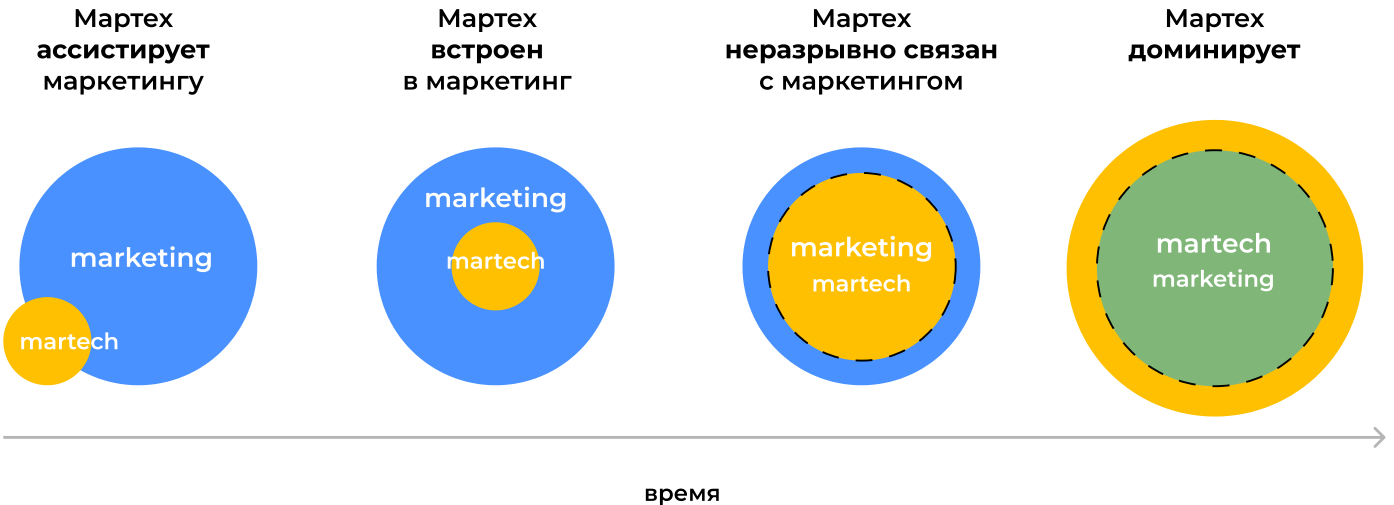 Мартех
ассистирует
маркетингу
Мартех
встроен
в маркетинг
Мартех
неразрывно связан
с маркетингом
Мартех
доминирует
marketing
martech
marketing
martech
marketing
martech
martech
marketing
время